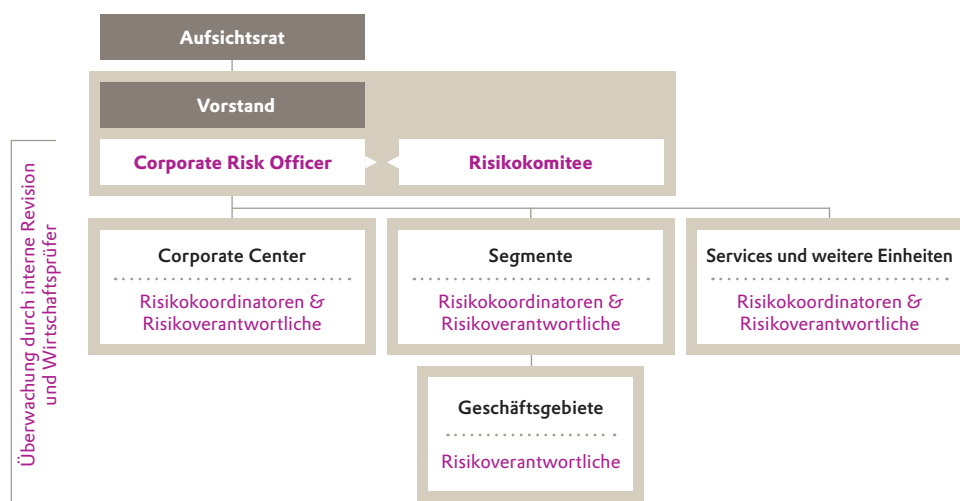 Aufsichtsrat
Vorstand
Corporate Risk Officer
Risikokomitee
Corporate Center
Risikokoordinatoren &
Risikoverantwortliche
Segmente
Risikokoordinatoren &
Risikoverantwortliche
Services und weitere Einheiten
Risikokoordinatoren &
Risikoverantwortliche
Geschäftsgebiete
Risikoverantwortliche
Überwachung durch interne Revision
und Wirtschaftsprüfer